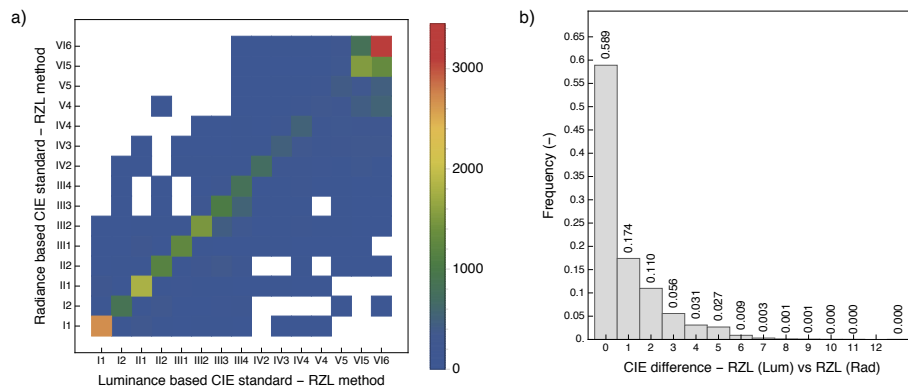 a)
Radiance based CIE standard – RZL method
VI6
VI5
V5
V4
IV4
IV3
IV2
III4
III3
III2
III1
II2
II1
I2
I1
I1 I2 II1 II2 III1 III2 III3 III4 IV2 IV3 IV4 V4 V5 VI5 VI6
Luminance based CIE standard – RZL method
3000
2000
1000
0
b)
Frequency (–)
0.65
0.6
0.55
0.5
0.45
0.4
0.35
0.3
0.25
0.2
0.15
0.1
0.05
0.
0.589 0.174 0.110 0.056 0.031 0.027 0.009 0.003 0.001 0.001 0.000 0.000 0.000
0 1 2 3 4 5 6 7 8 9 10 11 12
CIE difference – RZL (Lum) vs RZL (Rad)